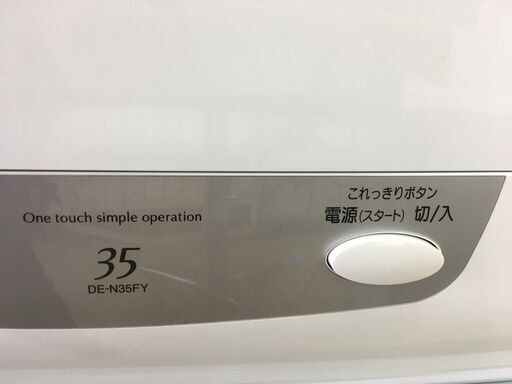 One touch simple operation
35
DE-N35FY
これっきりボタン
電源(スタート) 切/入